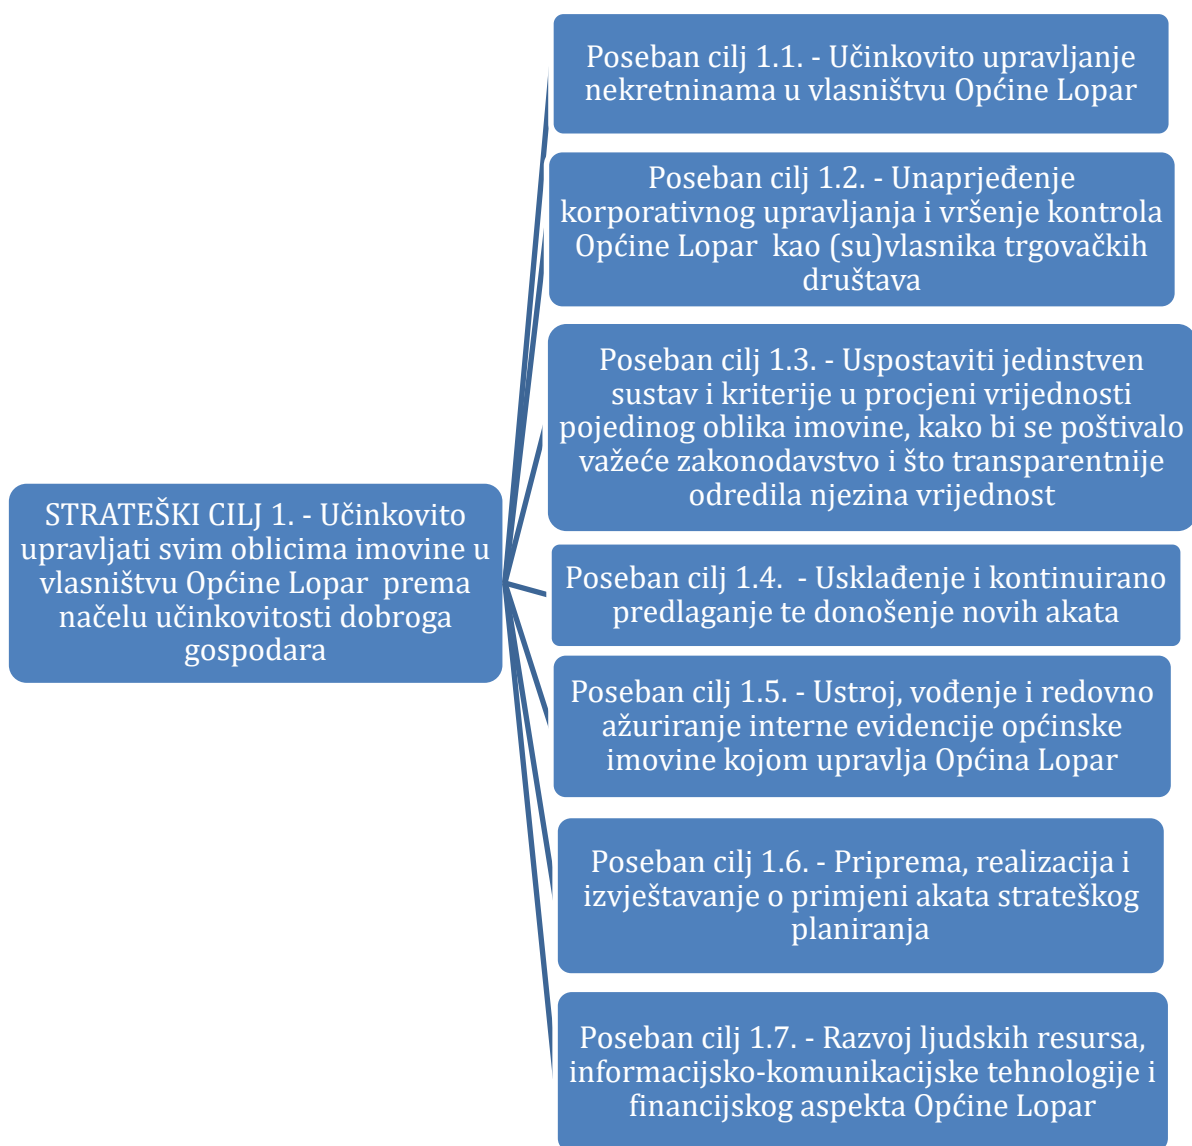 STRATEŠKI CILJ 1. - Učinkovito
upravljati svim oblicima imovine u
vlasništvu Općine Lopar  prema
načelu učinkovitosti dobroga
gospodara
Poseban cilj 1.1. - Učinkovito upravljanje
nekretninama u vlasništvu Općine Lopar
Poseban cilj 1.2. - Unaprjeđenje
korporativnog upravljanja i vršenje kontrola
Općine Lopar  kao (su)vlasnika trgovačkih
društava
Poseban cilj 1.3. - Uspostaviti jedinstven
sustav i kriterije u procjeni vrijednosti
pojedinog oblika imovine, kako bi se poštivalo
važeće zakonodavstvo i što transparentnije
odredila njezina vrijednost
Poseban cilj 1.4.  - Usklađenje i kontinuirano
predlaganje te donošenje novih akata
Poseban cilj 1.5. - Ustroj, vođenje i redovno
ažuriranje interne evidencije općinske
imovine kojom upravlja Općina Lopar
Poseban cilj 1.6. - Priprema, realizacija i
izvještavanje o primjeni akata strateškog
planiranja
Poseban cilj 1.7. - Razvoj ljudskih resursa,
informacijsko-komunikacijske tehnologije i
financijskog aspekta Općine Lopar